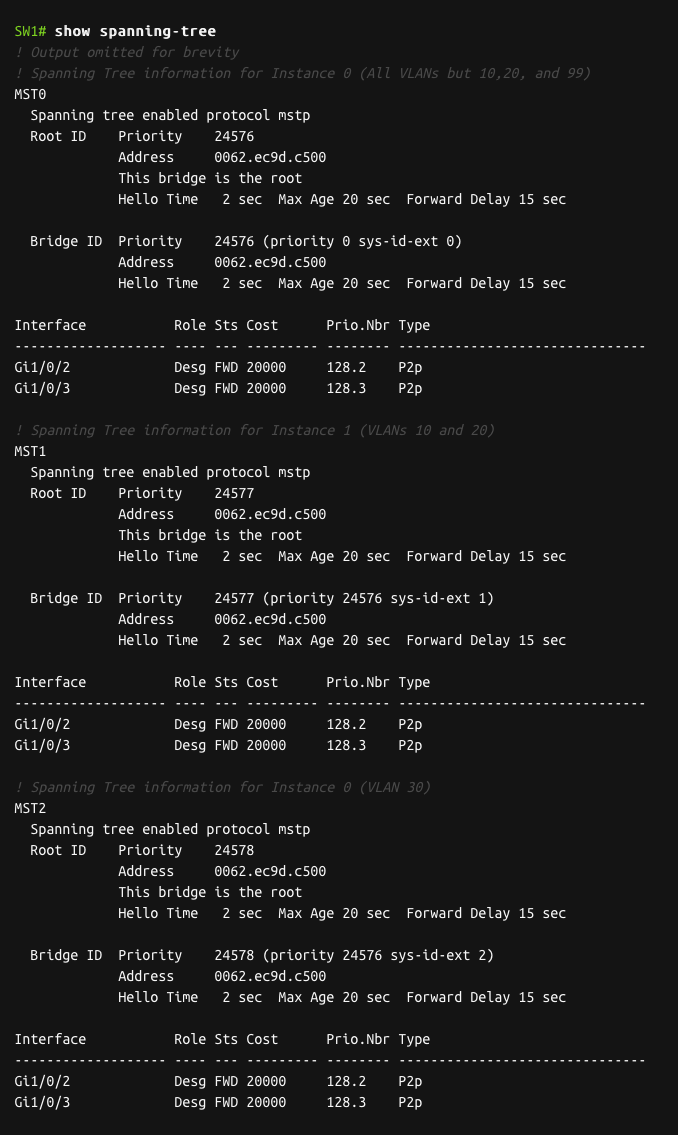 SW1# show spanning-tree
! Output omitted for brevity
! Spanning Tree information for Instance 0 (All VLANs but 10,20, and 99)
MST0
  Spanning tree enabled protocol mstp
  Root ID    Priority    24576
             Address     0062.ec9d.c500
             This bridge is the root
             Hello Time   2 sec  Max Age 20 sec  Forward Delay 15 sec

  Bridge ID  Priority    24576 (priority 0 sys-id-ext 0)
             Address     0062.ec9d.c500
             Hello Time   2 sec  Max Age 20 sec  Forward Delay 15 sec

Interface           Role Sts Cost      Prio.Nbr Type
------------------- ---- --- --------- -------- -------------------------------
Gi1/0/2             Desg FWD 20000     128.2    P2p
Gi1/0/3             Desg FWD 20000     128.3    P2p

! Spanning Tree information for Instance 1 (VLANs 10 and 20)
MST1
  Spanning tree enabled protocol mstp
  Root ID    Priority    24577
             Address     0062.ec9d.c500
             This bridge is the root
             Hello Time   2 sec  Max Age 20 sec  Forward Delay 15 sec

  Bridge ID  Priority    24577 (priority 24576 sys-id-ext 1)
             Address     0062.ec9d.c500
             Hello Time   2 sec  Max Age 20 sec  Forward Delay 15 sec

Interface           Role Sts Cost      Prio.Nbr Type
------------------- ---- --- --------- -------- -------------------------------
Gi1/0/2             Desg FWD 20000     128.2    P2p
Gi1/0/3             Desg FWD 20000     128.3    P2p

! Spanning Tree information for Instance 0 (VLAN 30)
MST2
  Spanning tree enabled protocol mstp
  Root ID    Priority    24578
             Address     0062.ec9d.c500
             This bridge is the root
             Hello Time   2 sec  Max Age 20 sec  Forward Delay 15 sec

  Bridge ID  Priority    24578 (priority 24576 sys-id-ext 2)
             Address     0062.ec9d.c500
             Hello Time   2 sec  Max Age 20 sec  Forward Delay 15 sec

Interface           Role Sts Cost      Prio.Nbr Type
------------------- ---- --- --------- -------- -------------------------------
Gi1/0/2             Desg FWD 20000     128.2    P2p
Gi1/0/3             Desg FWD 20000     128.3    P2p